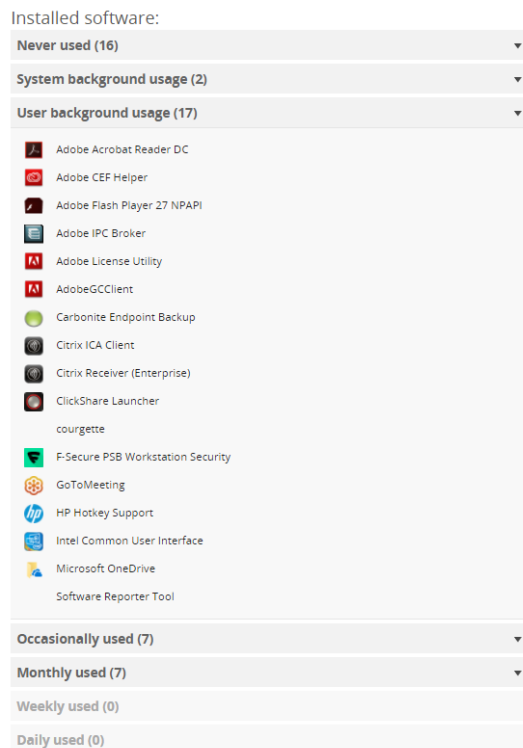 Installed software:
Never used (16)
System background usage (2)
User background usage (17)
Adobe Acrobat Reader DC
Adobe CEF Helper
Adobe Flash Player 27 NPAPI
Adobe IPC Broker
Adobe License Utility
AdobeGCClient
Carbonite Endpoint Backup
Citrix ICA Client
Citrix Receiver (Enterprise)
ClickShare Launcher
courgette
F-Secure PSB Workstation Security
GoToMeeting
HP Hotkey Support
Intel Common User Interface
Microsoft OneDrive
Software Reporter Tool
Occasionally used (7)
Monthly used (7)
Weekly used (0)
Daily used (0)